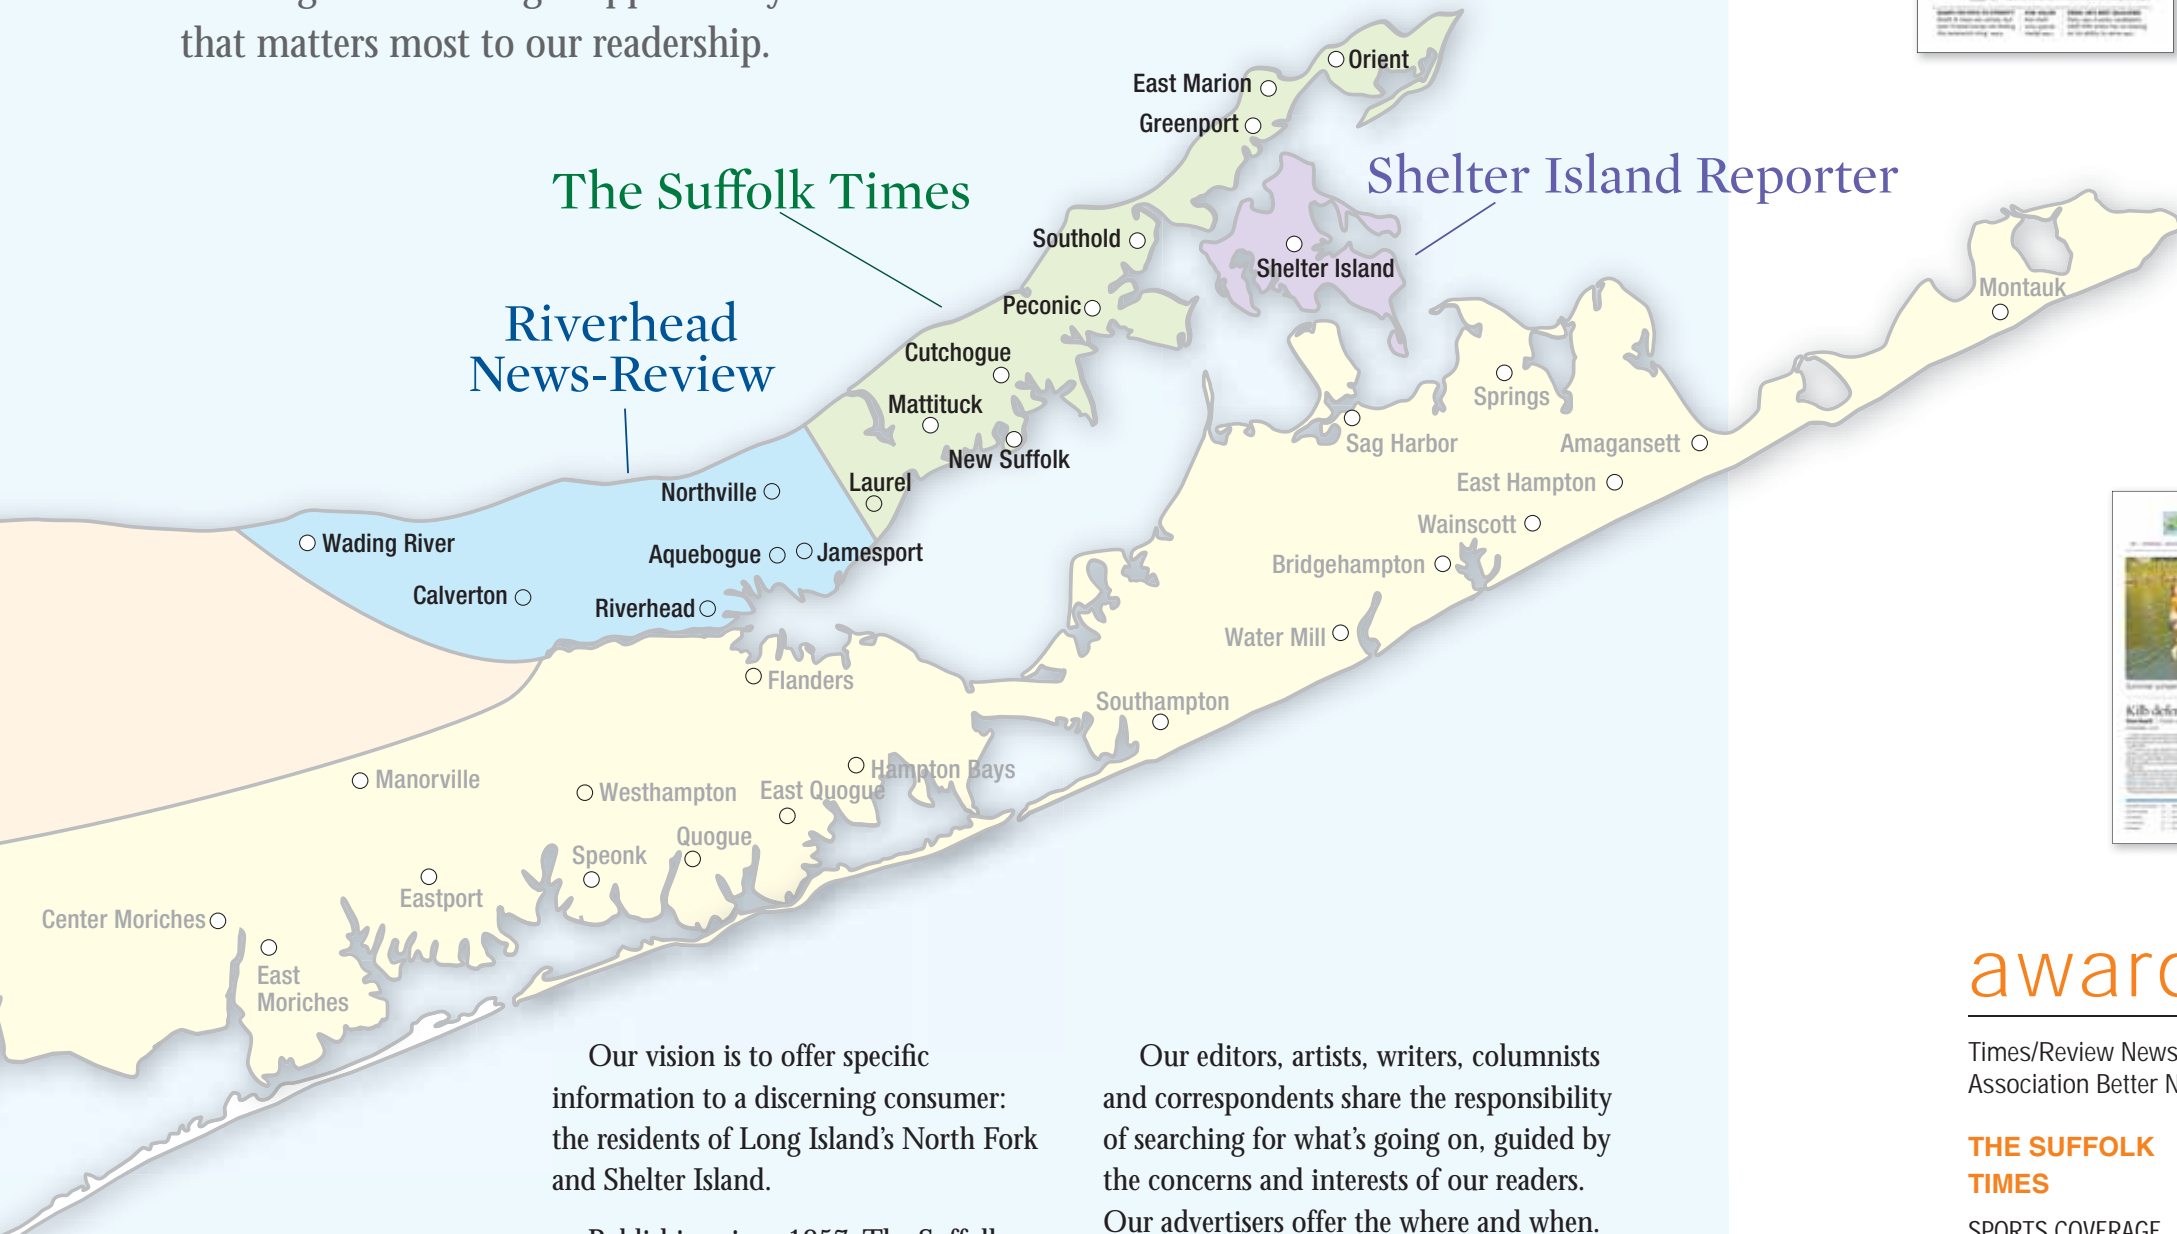 that matters most to our readership.
Orient
East Marion
Greenport
The Suffolk Times
Shelter Island Reporter
Southold
Shelter Island
Montauk
Peconic
Riverhead
News-Review
Cutchogue
Springs
Mattituck
Sag Harbor
Amagansett
New Suffolk
Laurel
East Hampton
Northville
Wainscott
Wading River
Aquebogue
Jamesport
Bridgehampton
Calverton
Riverhead
Water Mill
Flanders
Southampton
Manorville
Westhampton
East Quogue
Hampton Bays
Quogue
Speonk
Eastport
Center Moriches
East
Moriches
Our vision is to offer specific
information to a discerning consumer:
the residents of Long Island's North Fork
and Shelter Island.
Our editors, artists, writers, columnists
and correspondents share the responsibility
of searching for what's going on, guided by
the concerns and interests of our readers.
Our advertisers offer the where and when.
awar
Times/Review News
Association Better N
THE SUFFOLK
TIMES
SPORTS COVERAGE